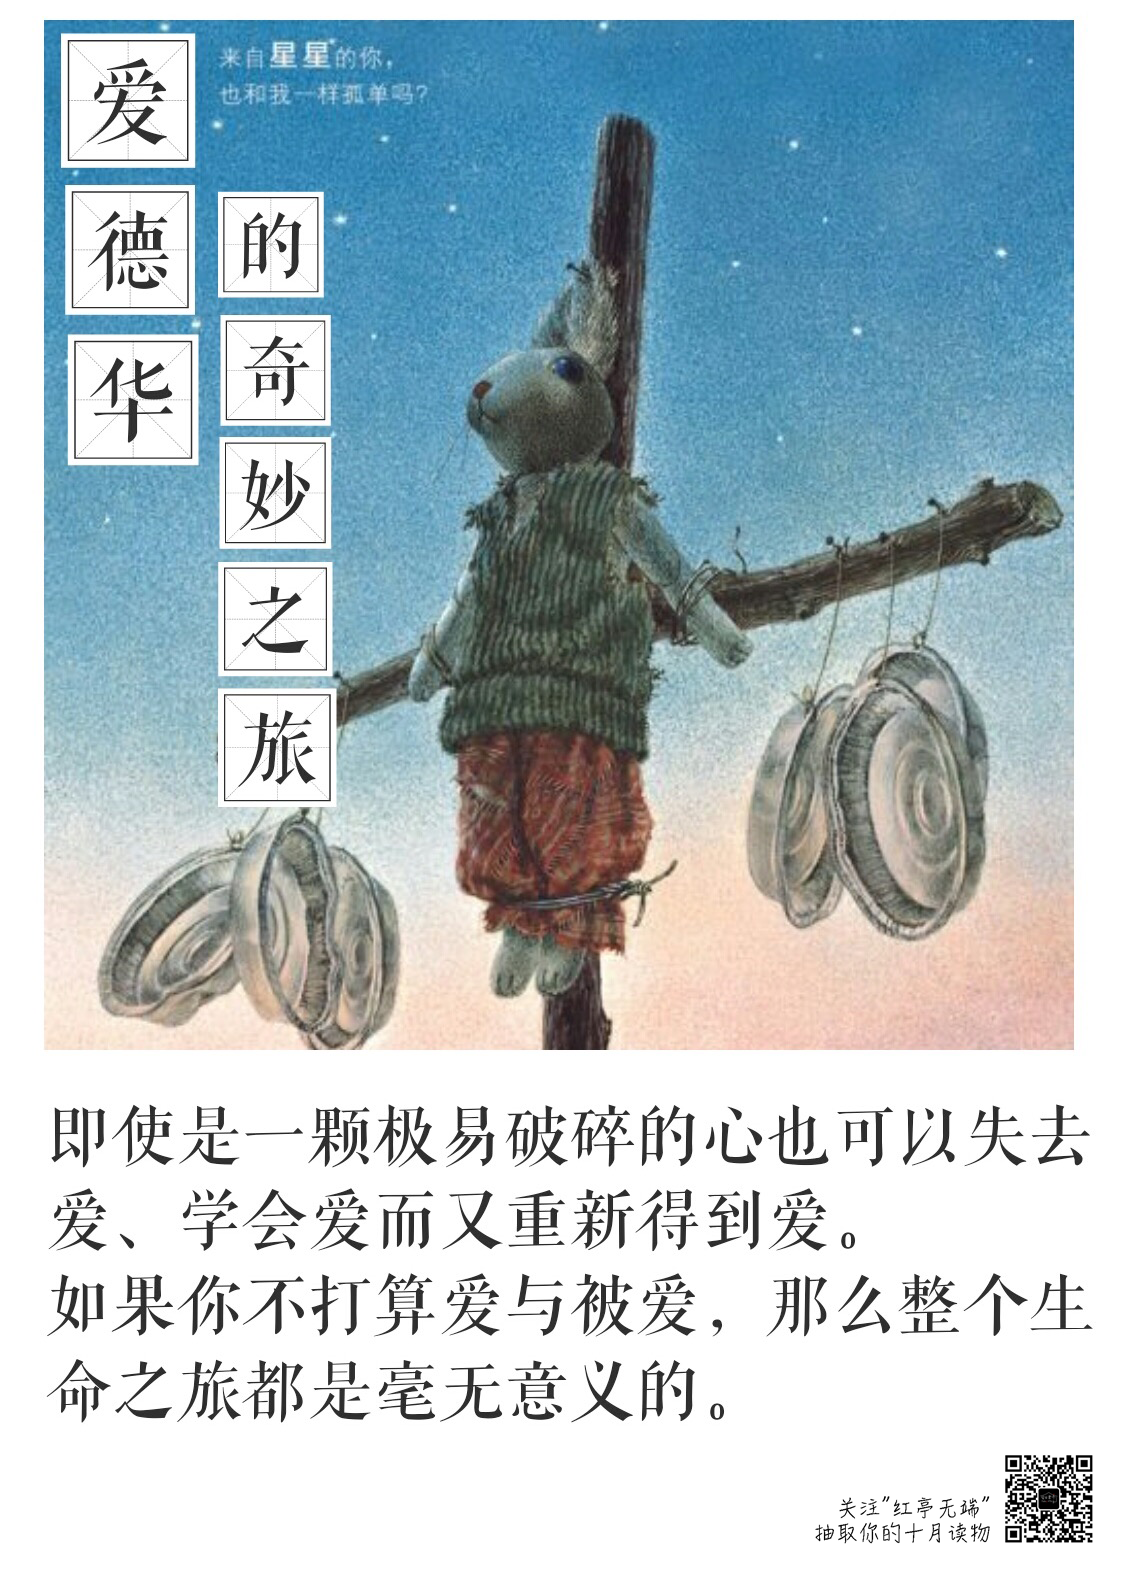 爱德华
的奇妙之旅
来自星星的你，
也和我一样孤单吗？
即使是一颗极易破碎的心也可以失去
爱、学会爱而又重新得到爱。
如果你不打算爱与被爱，那么整个生
命之旅都是毫无意义的。
关注"红亭无端"
抽取你的十月读物